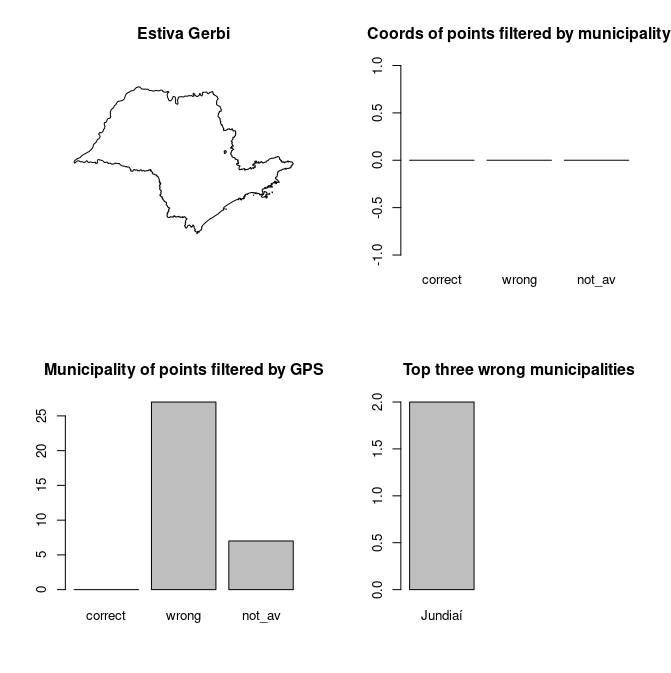 Estiva Gerbi
Coords of points filtered by municipality
1.0
0.5
0.0
-0.5
-1.0
correct wrong not_av
Municipality of points filtered by GPS
25
20
15
10
5
0
correct wrong not_av
Top three wrong municipalities
2.0
1.5
1.0
0.5
0.0
Jundiaí